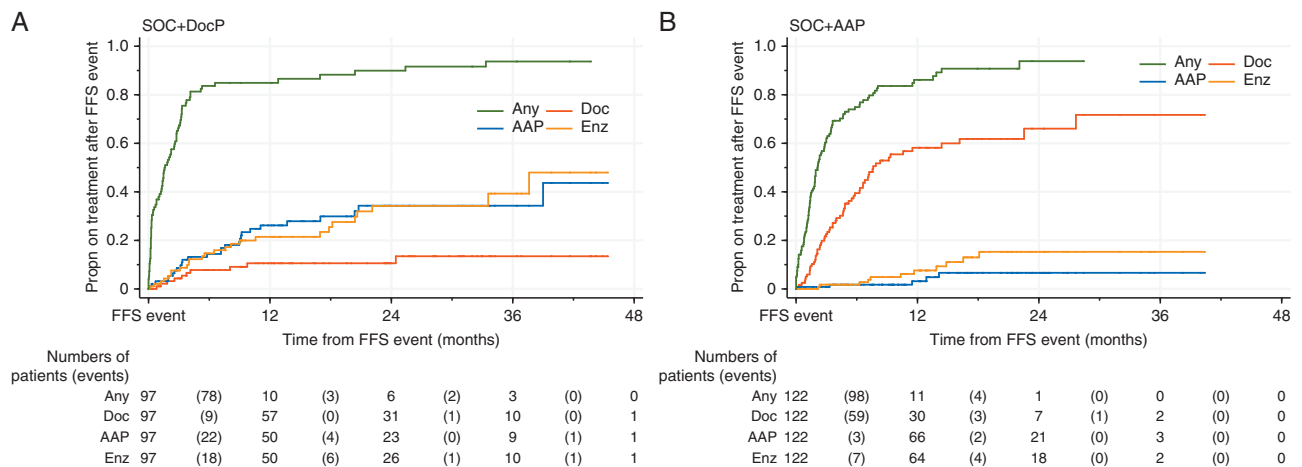 A
SOC+DocP
1.0
0.8
0.6
0.4
0.2
0
Propn on treatment after FFS event
Any
Doc
AAP
Enz
FFS event 12 24 36 48
Time from FFS event (months)
Numbers of
patients (events)
Any 97 (78) 10 (3) 6 (2) 3 (0) 0
Doc 97 (9) 57 (0) 31 (1) 10 (0) 1
AAP 97 (22) 50 (4) 23 (0) 9 (1) 1
Enz 97 (18) 50 (6) 26 (1) 10 (1) 1
B
SOC+AAP
1.0
0.8
0.6
0.4
0.2
0
Propn on treatment after FFS event
Any
Doc
AAP
Enz
FFS event 12 24 36 48
Time from FFS event (months)
Numbers of
patients (events)
Any 122 (98) 11 (4) 1 (0) 0 (0) 0
Doc 122 (59) 30 (3) 7 (1) 2 (0) 0
AAP 122 (3) 66 (2) 21 (0) 3 (0) 0
Enz 122 (7) 64 (4) 18 (0) 2 (0) 0